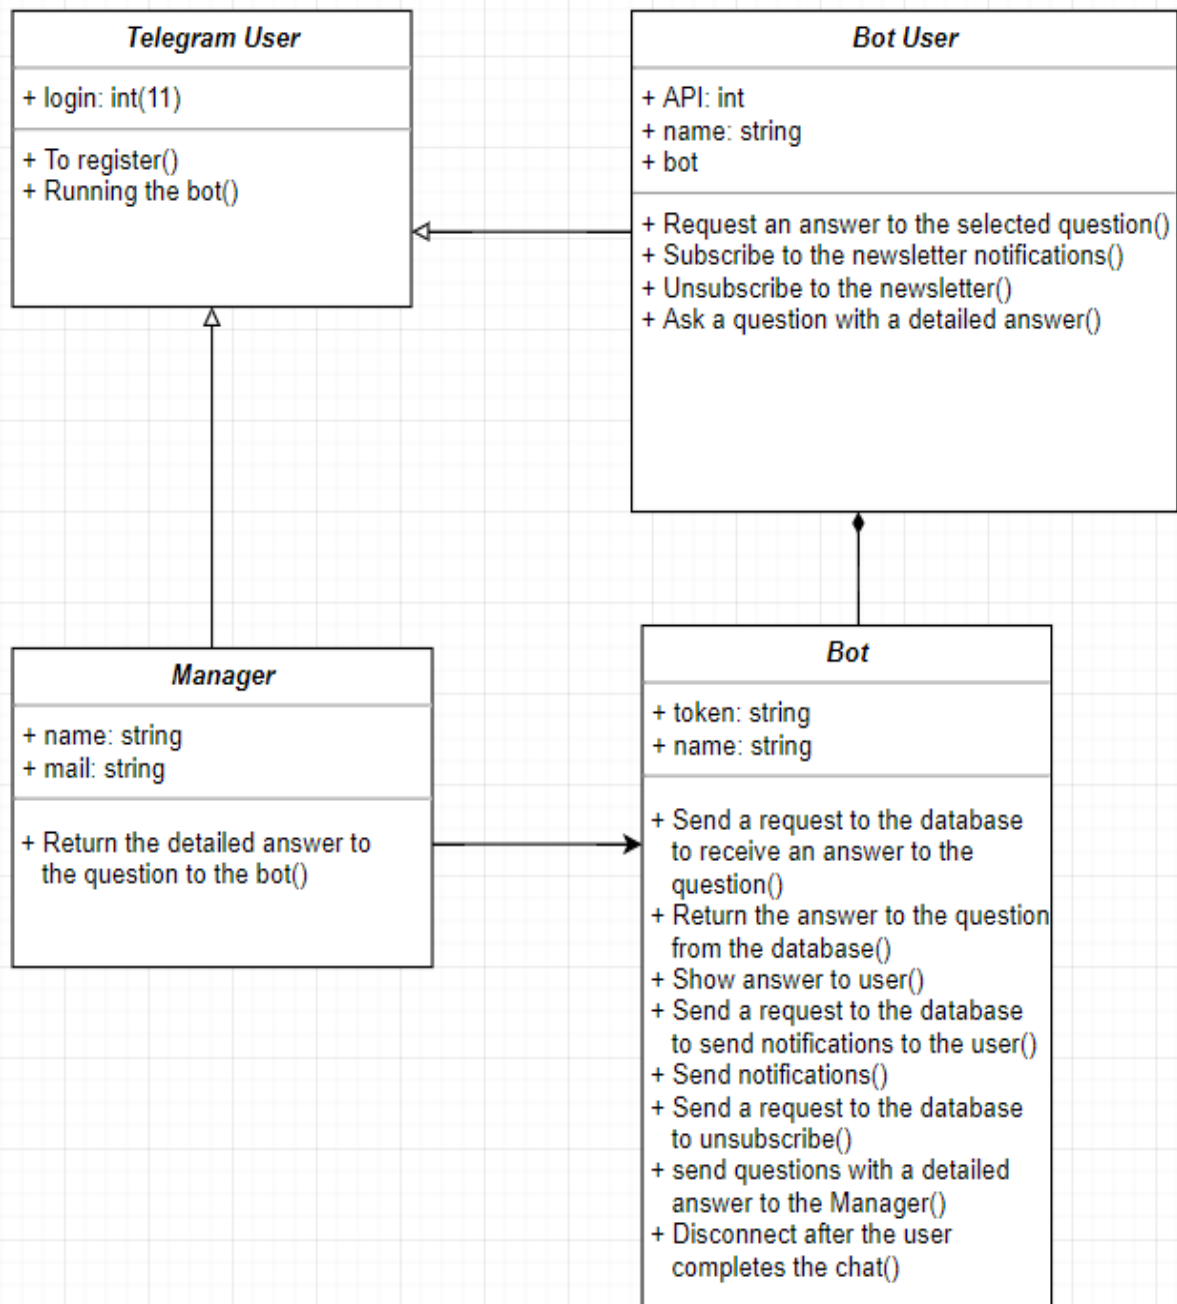 Telegram User
+ login: int(11)
+ To register()
+ Running the bot()
Bot User
+ API: int
+ name: string
+ bot
+ Request an answer to the selected question()
+ Subscribe to the newsletter notifications()
+ Unsubscribe to the newsletter()
+ Ask a question with a detailed answer()
Manager
+ name: string
+ mail: string
+ Return the detailed answer to
the question to the bot()
Bot
+ token: string
+ name: string
+ Send a request to the database
to receive an answer to the
question()
+ Return the answer to the question
from the database()
+ Show answer to user()
+ Send a request to the database
to send notifications to the user()
+ Send notifications()
+ Send a request to the database
to unsubscribe()
+ send questions with a detailed
answer to the Manager()
+ Disconnect after the user
completes the chat()